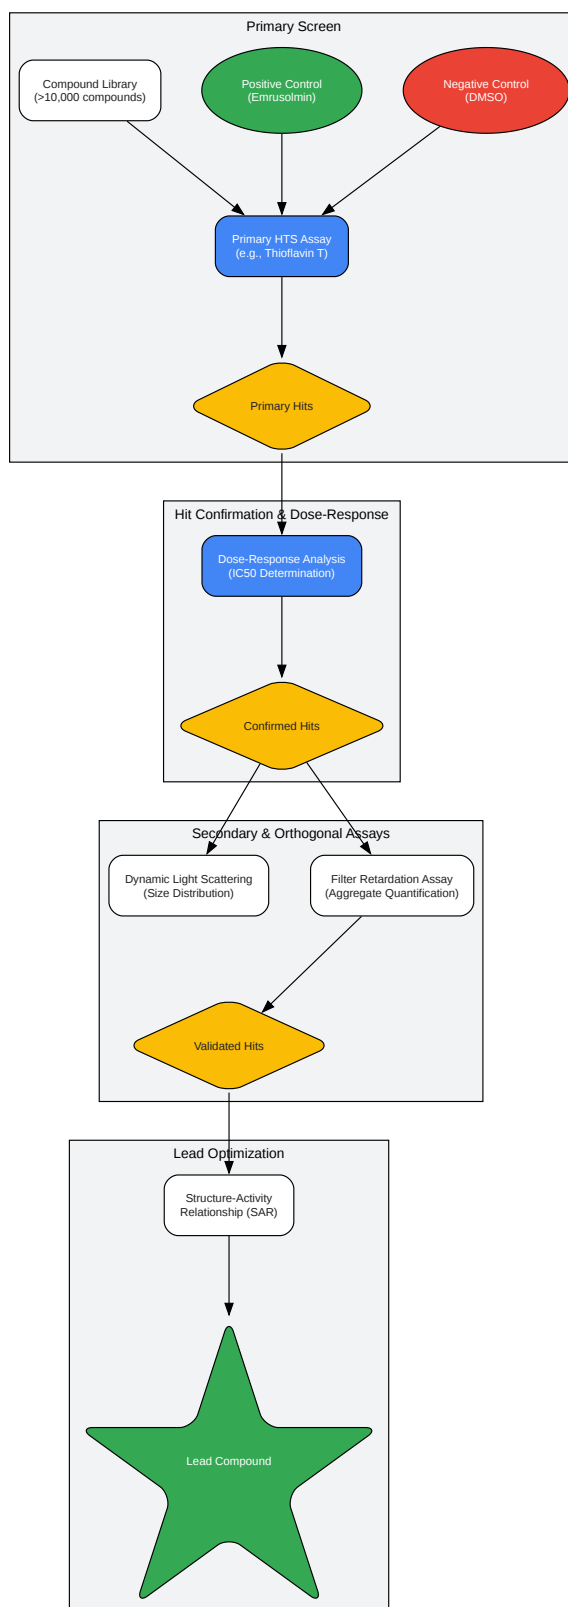 Primary Screen
Compound Library
(>10,000 compounds)
Positive Control
(Emrusolmin)
Negative Control
(DMSO)
Primary HTS Assay
(e.g., Thioflavin T)
Primary Hits
Hit Confirmation & Dose-Response
Dose-Response Analysis
(IC50 Determination)
Confirmed Hits
Secondary & Orthogonal Assays
Dynamic Light Scattering
(Size Distribution)
Filter Retardation Assay
(Aggregate Quantification)
Validated Hits
Lead Optimization
Structure-Activity
Relationship (SAR)
Lead Compound